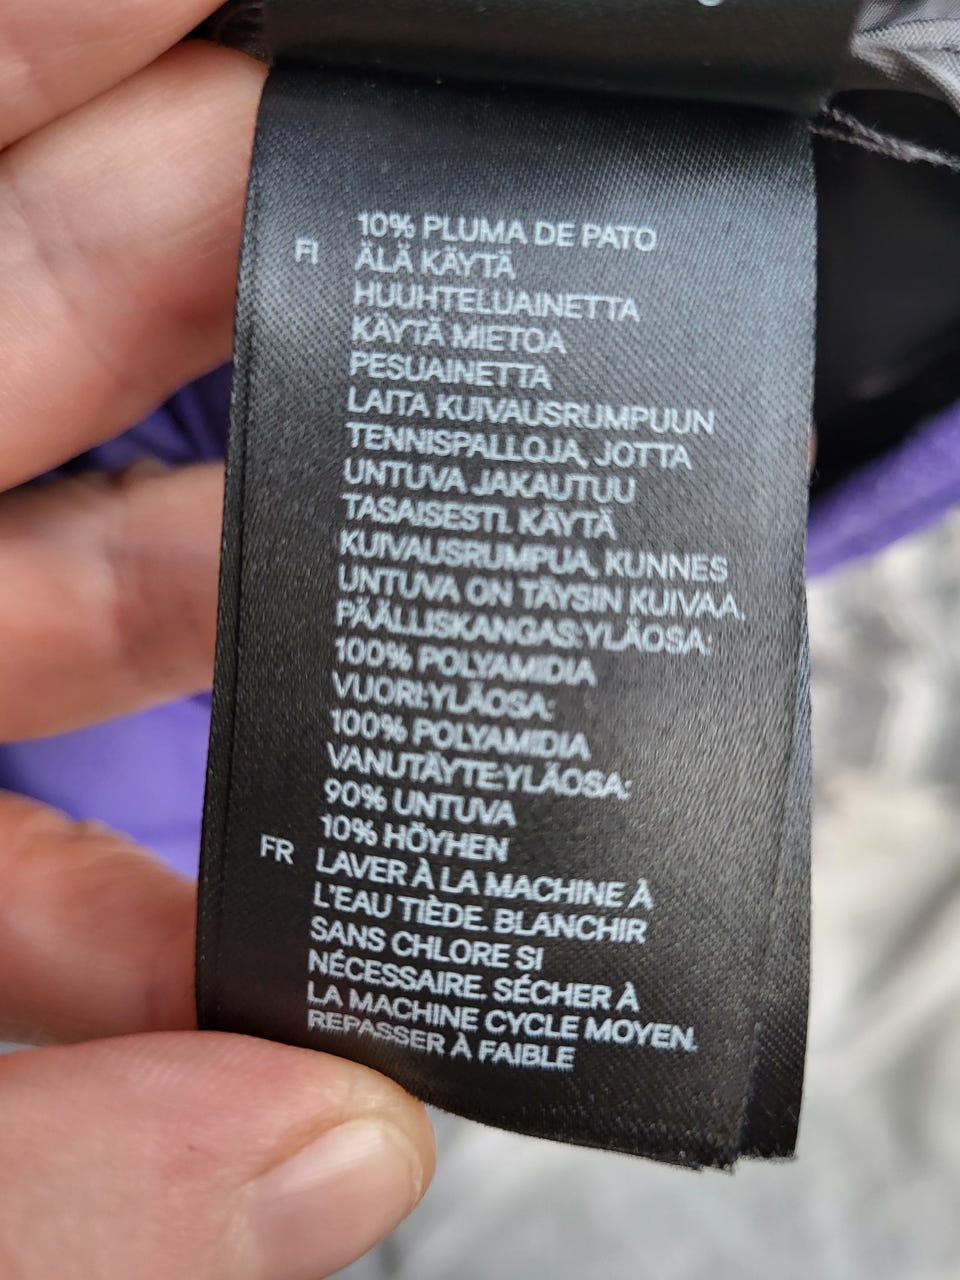 10% PLUMA DE PATO
FI ÄLÄ KÄYTÄ
HUUHTELUAINETTA
KÄYTÄ MIETOA
PESUAINETTA
LAITA KUIVAUSRUMPUUN
TENNISPALLOJA, JOTTA
UNTUVA JAKAUTUU
TASAISESTI. KÄYTÄ
KUIVAUSRUMPUA, KUNNES
UNTUVA ON TÄYSIN KUIVAA.
PÄÄLLISKANGAS:YLÄOSA:
100% POLYAMIDIA
VUORI:YLÄOSA:
100% POLYAMIDIA
VANUTÄYTE:YLÄOSA:
90% UNTUVA
10% HÖYHEN
FR LAVER À LA MACHINE À
L'EAU TIÈDE. BLANCHIR
SANS CHLORE SI
NÉCESSAIRE. SÉCHER À
LA MACHINE CYCLE MOYEN.
REPASSER À FAIBLE